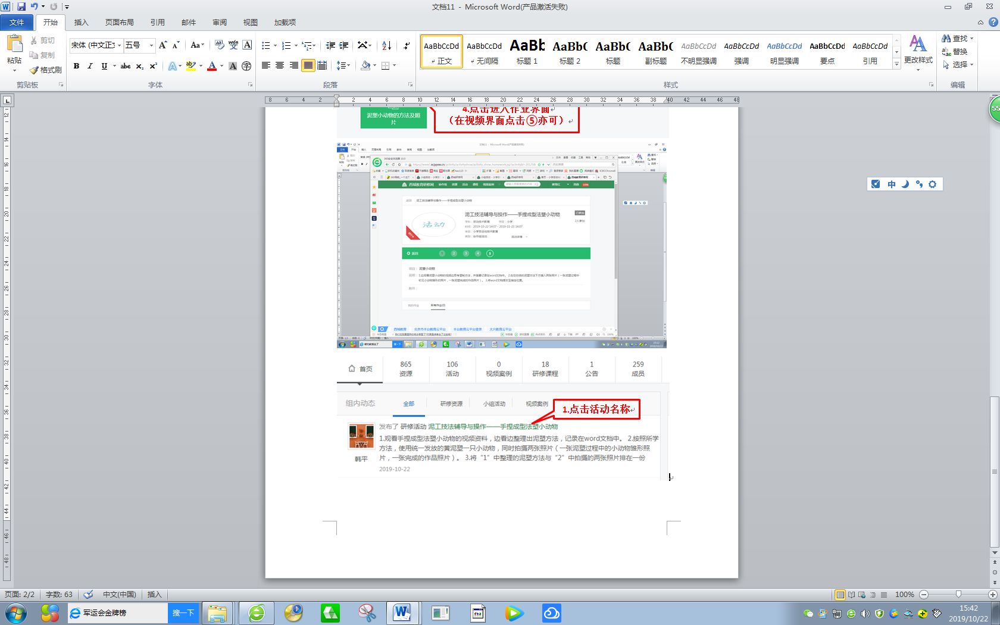 文档11 - Microsoft Word(产品激活失败)
文件 开始 插入 页面布局 引用 邮件 审阅 视图 加载项
粘贴 剪切 复制 格式刷
宋体 (中文正文 五号
AaBbCcDd AaBbCcDd AaBb AaBbC AaBbC AaBbC AaBbCcDd AaBbCcDd AaBbCcDd AaBbCcDd AaBbCcDd
正文 无间隔 标题 1 标题 2 标题 副标题 不明显强调 强调 明显强调 要点 引用
更改样式
查找 替换 选择
剪贴板 字体 段落 样式 编辑
4.点击进入作业界面
(在视频界面点击⑤亦可)
泥塑小动物的方法及照片
西城教育研修网
泥工技法辅导与操作——手捏成型法塑小动物
活动
首页
865 资源
106 活动
0 视频案例
18 研修课程
1 公告
259 成员
组内动态 全部 研修资源 小组活动 视频案例
1.点击活动名称
发布了 研修活动 泥工技法辅导与操作——手捏成型法塑小动物
1.观看手捏成型法塑小动物的视频资料，边看边整理出泥塑方法，记录在word文档中。 2.按照所学
方法，使用统一发放的黄泥塑一只小动物，同时拍摄两张照片（一张泥塑过程中的小动物雏形照
片，一张完成的作品照片）。 3.将“1”中整理的泥塑方法与“2”中拍摄的两张照片排在一份
韩平
2019-10-22
中
55
页面: 2/2 字数: 63 中文(中国) 插入 100%
军运会金牌榜 搜一下
15:42
2019/10/22